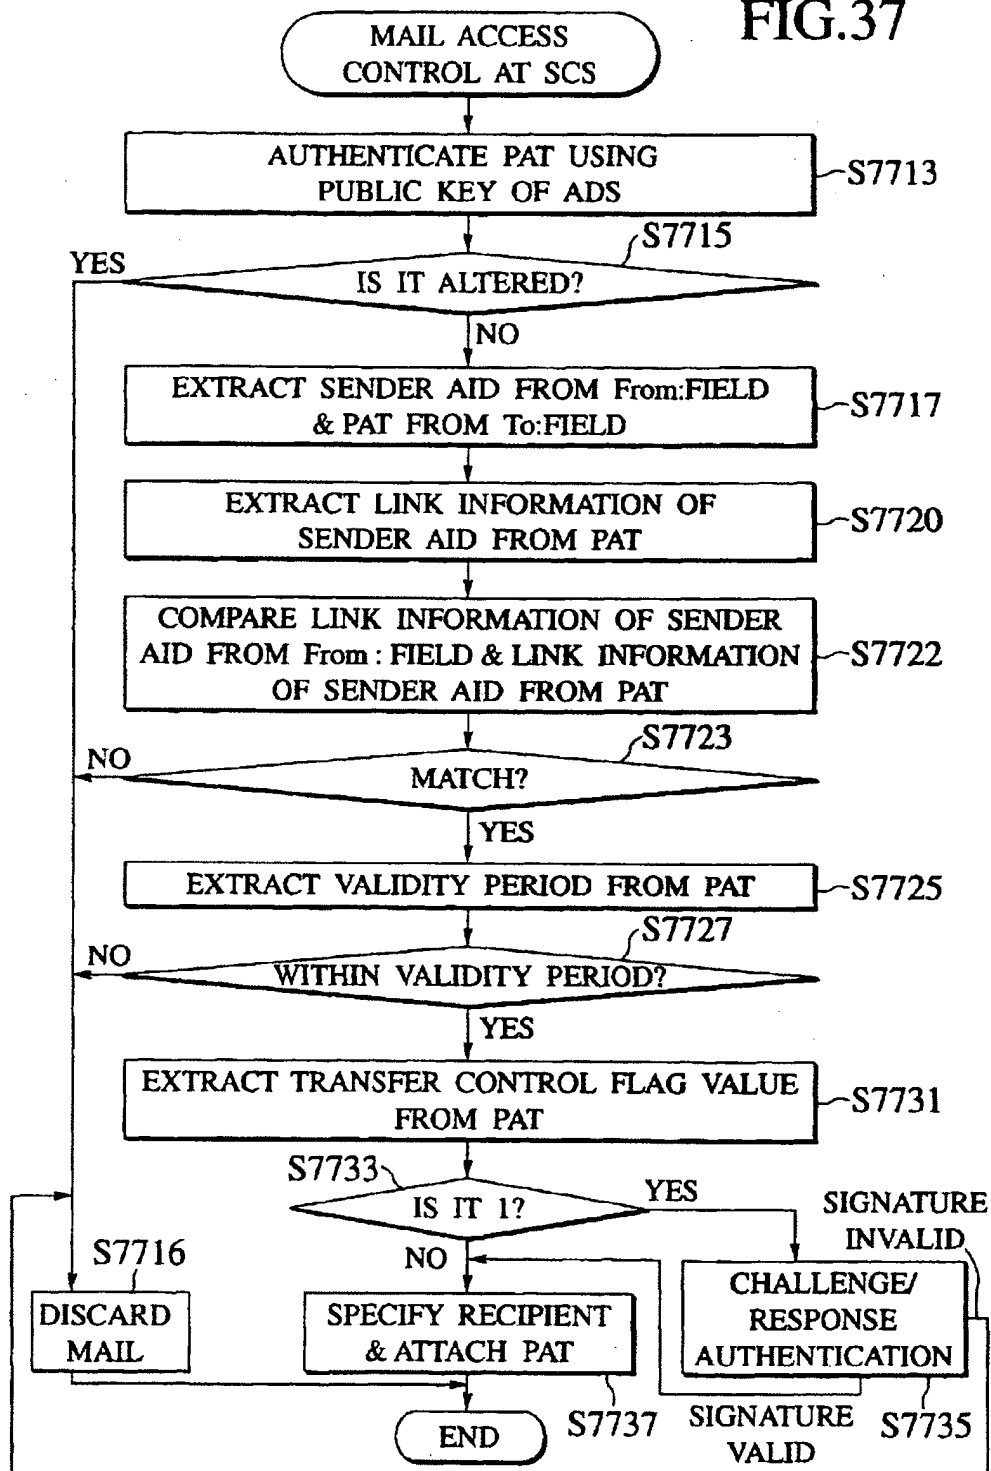 FIG.37
MAIL ACCESS
CONTROL AT SCS
AUTHENTICATE PAT USING
PUBLIC KEY OF ADS
S7713
S7715
YES
IS IT ALTERED?
NO
EXTRACT SENDER AID FROM From:FIELD
& PAT FROM To:FIELD
S7717
EXTRACT LINK INFORMATION OF
SENDER AID FROM PAT
S7720
COMPARE LINK INFORMATION OF SENDER
AID FROM From : FIELD & LINK INFORMATION
OF SENDER AID FROM PAT
S7722
S7723
NO
MATCH?
YES
EXTRACT VALIDITY PERIOD FROM PAT
S7725
S7727
NO
WITHIN VALIDITY PERIOD?
YES
EXTRACT TRANSFER CONTROL FLAG VALUE
FROM PAT
S7731
S7733
IS IT 1?
YES
SIGNATURE
INVALID
NO
S7716
DISCARD
MAIL
SPECIFY RECIPIENT
& ATTACH PAT
CHALLENGE/
RESPONSE
AUTHENTICATION
S7737
SIGNATURE
VALID
S7735
END